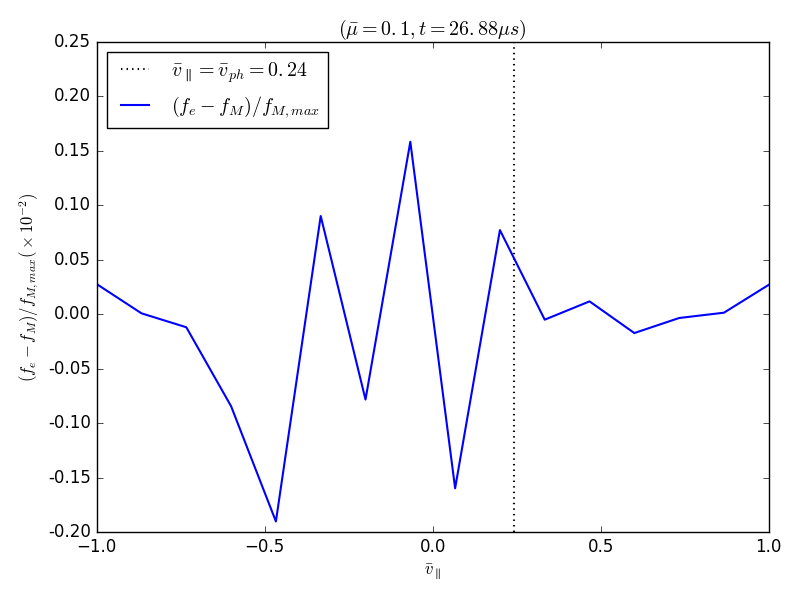 (μ̄ = 0.1, t = 26.88μs)
0.25
0.20
0.15
0.10
0.05
0.00
-0.05
-0.10
-0.15
-0.20
v̄∥ = v̄ph = 0.24
(fe − fM)/fM,max
(fe − fM)/fM,max(×10⁻²)
−1.0 −0.5 0.0 0.5 1.0
v̄∥